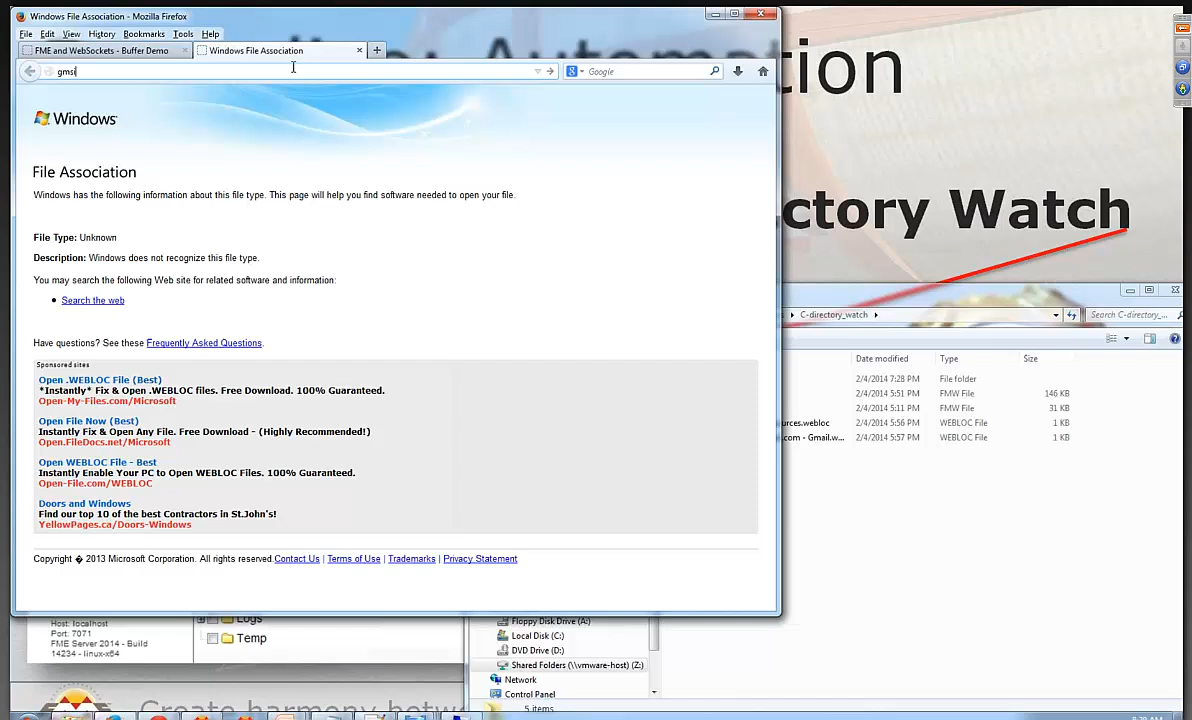 Windows File Association - Mozilla Firefox
File Edit View History Bookmarks Tools Help
FME and WebSockets - Buffer Demo
Windows File Association
gmsi
Google
Windows
File Association
Windows has the following information about this file type. This page will help you find software needed to open your file.
File Type: Unknown
Description: Windows does not recognize this file type.
You may search the following Web site for related software and information:
Search the web
Have questions? See these Frequently Asked Questions.
Sponsored sites
Open .WEBLOC File (Best)
*Instantly* Fix & Open .WEBLOC files. Free Download. 100% Guaranteed.
Open-My-Files.com/Microsoft
Open File Now (Best)
Instantly Fix & Open Any File. Free Download - (Highly Recommended!)
Open.FileDocs.net/Microsoft
Open WEBLOC File - Best
Instantly Enable Your PC to Open WEBLOC Files. 100% Guaranteed.
Open-File.com/WEBLOC
Doors and Windows
Find our top 10 of the best Contractors in St.John's!
YellowPages.ca/Doors-Windows
Copyright � 2013 Microsoft Corporation. All rights reserved. Contact Us | Terms of Use | Trademarks | Privacy Statement
tion
ctory Watch
C-directory_watch
Search C-directory_...
Date modified Type Size
2/4/2014 7:28 PM File folder
2/4/2014 5:51 PM FMW File 146 KB
2/4/2014 5:11 PM FMW File 31 KB
urces.webloc 2/4/2014 5:56 PM WEBLOC File 1 KB
.com - Gmail.w... 2/4/2014 5:57 PM WEBLOC File 1 KB
Host: localhost
Port: 7071
FME Server 2014 - Build
14234 - linux-x64
Logs
Temp
Floppy Disk Drive (A:)
Local Disk (C:)
DVD Drive (D:)
Shared Folders (\\vmware-host) (Z:)
Network
Control Panel
5 items
Create harmony betw